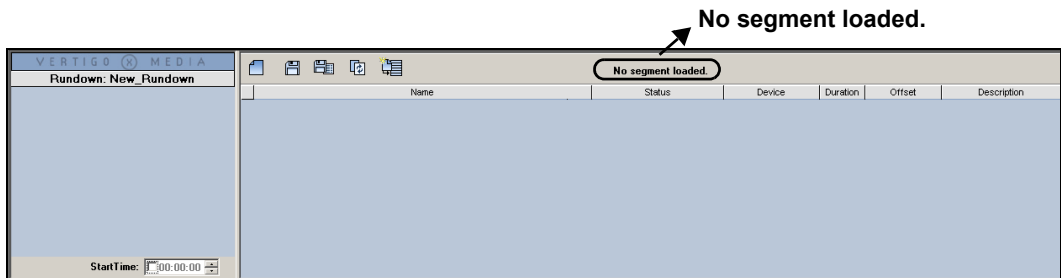 No segment loaded.
VERTIGO X MEDIA
Rundown: New_Rundown
No segment loaded.
Name Status Device Duration Offset Description
StartTime: 00:00:00